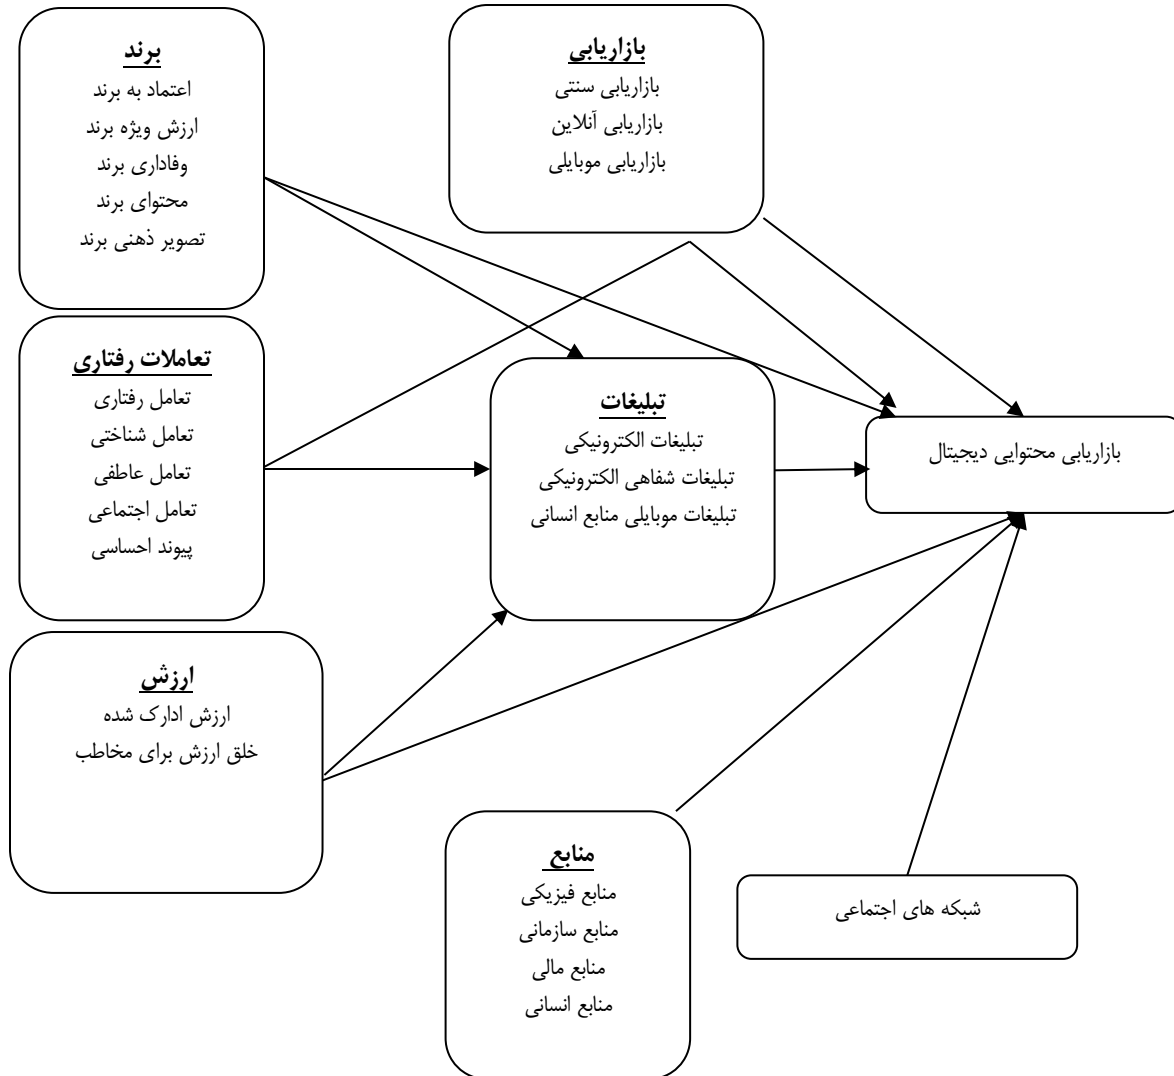 بازاریابی
بازاریابی سنتی
بازاریابی آنلاین
بازاریابی موبایلی
برند
اعتماد به برند
ارزش ویژه برند
وفاداری برند
محتوای برند
تصویر ذهنی برند
تعاملات رفتاری
تعامل رفتاری
تعامل شناختی
تعامل عاطفی
تعامل اجتماعی
پیوند احساسی
تبلیغات
تبلیغات الکترونیکی
تبلیغات شفاهی الکترونیکی
تبلیغات موبایلی منابع انسانی
بازاریابی محتوایی دیجیتال
ارزش
ارزش ادارک شده
خلق ارزش برای مخاطب
منابع
منابع فیزیکی
منابع سازمانی
منابع مالی
منابع انسانی
شبکه های اجتماعی